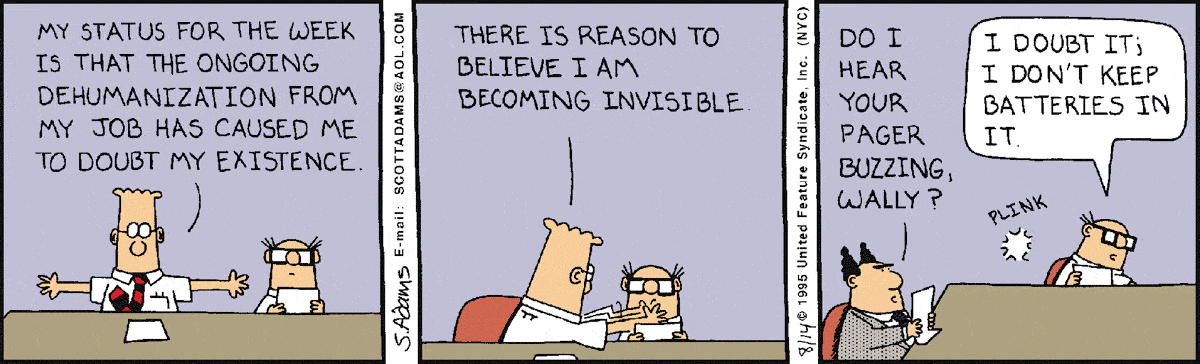 MY STATUS FOR THE WEEK
IS THAT THE ONGOING
DEHUMANIZATION FROM
MY JOB HAS CAUSED ME
TO DOUBT MY EXISTENCE.
S.Adams E-mail: SCOTTADAMS@AOL.COM
THERE IS REASON TO
BELIEVE I AM
BECOMING INVISIBLE.
8/14 © 1995 United Feature Syndicate, Inc. (NYC)
DO I
HEAR
YOUR
PAGER
BUZZING,
WALLY?
I DOUBT IT;
I DON'T KEEP
BATTERIES IN
IT.
PLINK